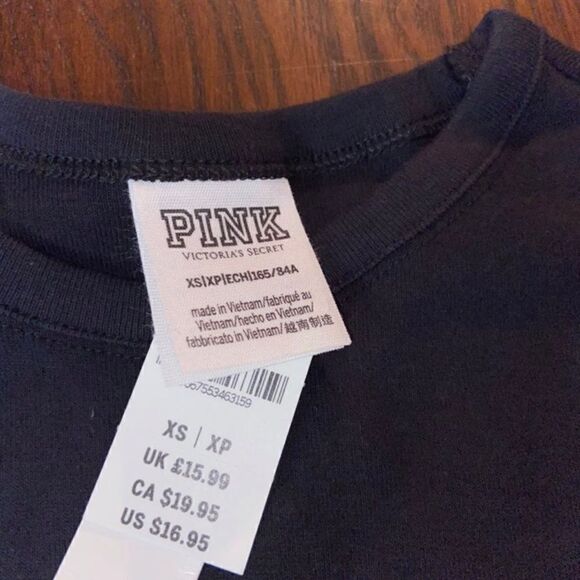 PINK
VICTORIA'S SECRET
XS|XP|ECH|165/84A
made in Vietnam/fabriqué au
Vietnam/hecho en Vietnam/
fabbricato in Vietnam/越南制造
67553463159
XS | XP
UK £15.99
CA $19.95
US $16.95